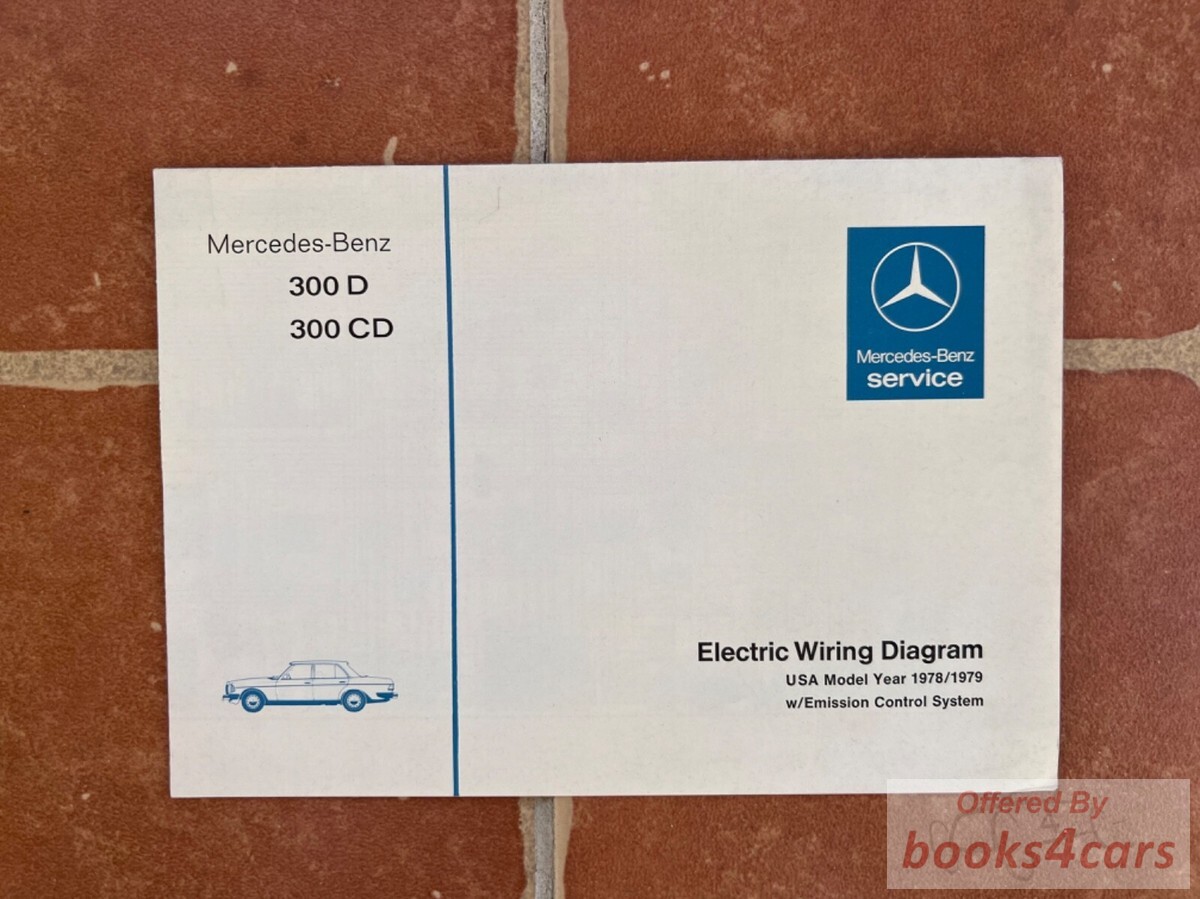 Mercedes-Benz
300 D
300 CD
Mercedes-Benz
service
Electric Wiring Diagram
USA Model Year 1978/1979
w/Emission Control System
Offered By
books4cars